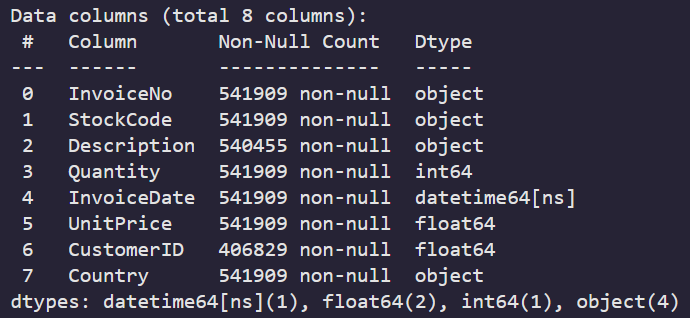 Data columns (total 8 columns):
 #   Column       Non-Null Count   Dtype
---  ------       --------------   -----
 0   InvoiceNo    541909 non-null  object
 1   StockCode    541909 non-null  object
 2   Description  540455 non-null  object
 3   Quantity     541909 non-null  int64
 4   InvoiceDate  541909 non-null  datetime64[ns]
 5   UnitPrice    541909 non-null  float64
 6   CustomerID   406829 non-null  float64
 7   Country      541909 non-null  object
dtypes: datetime64[ns](1), float64(2), int64(1), object(4)